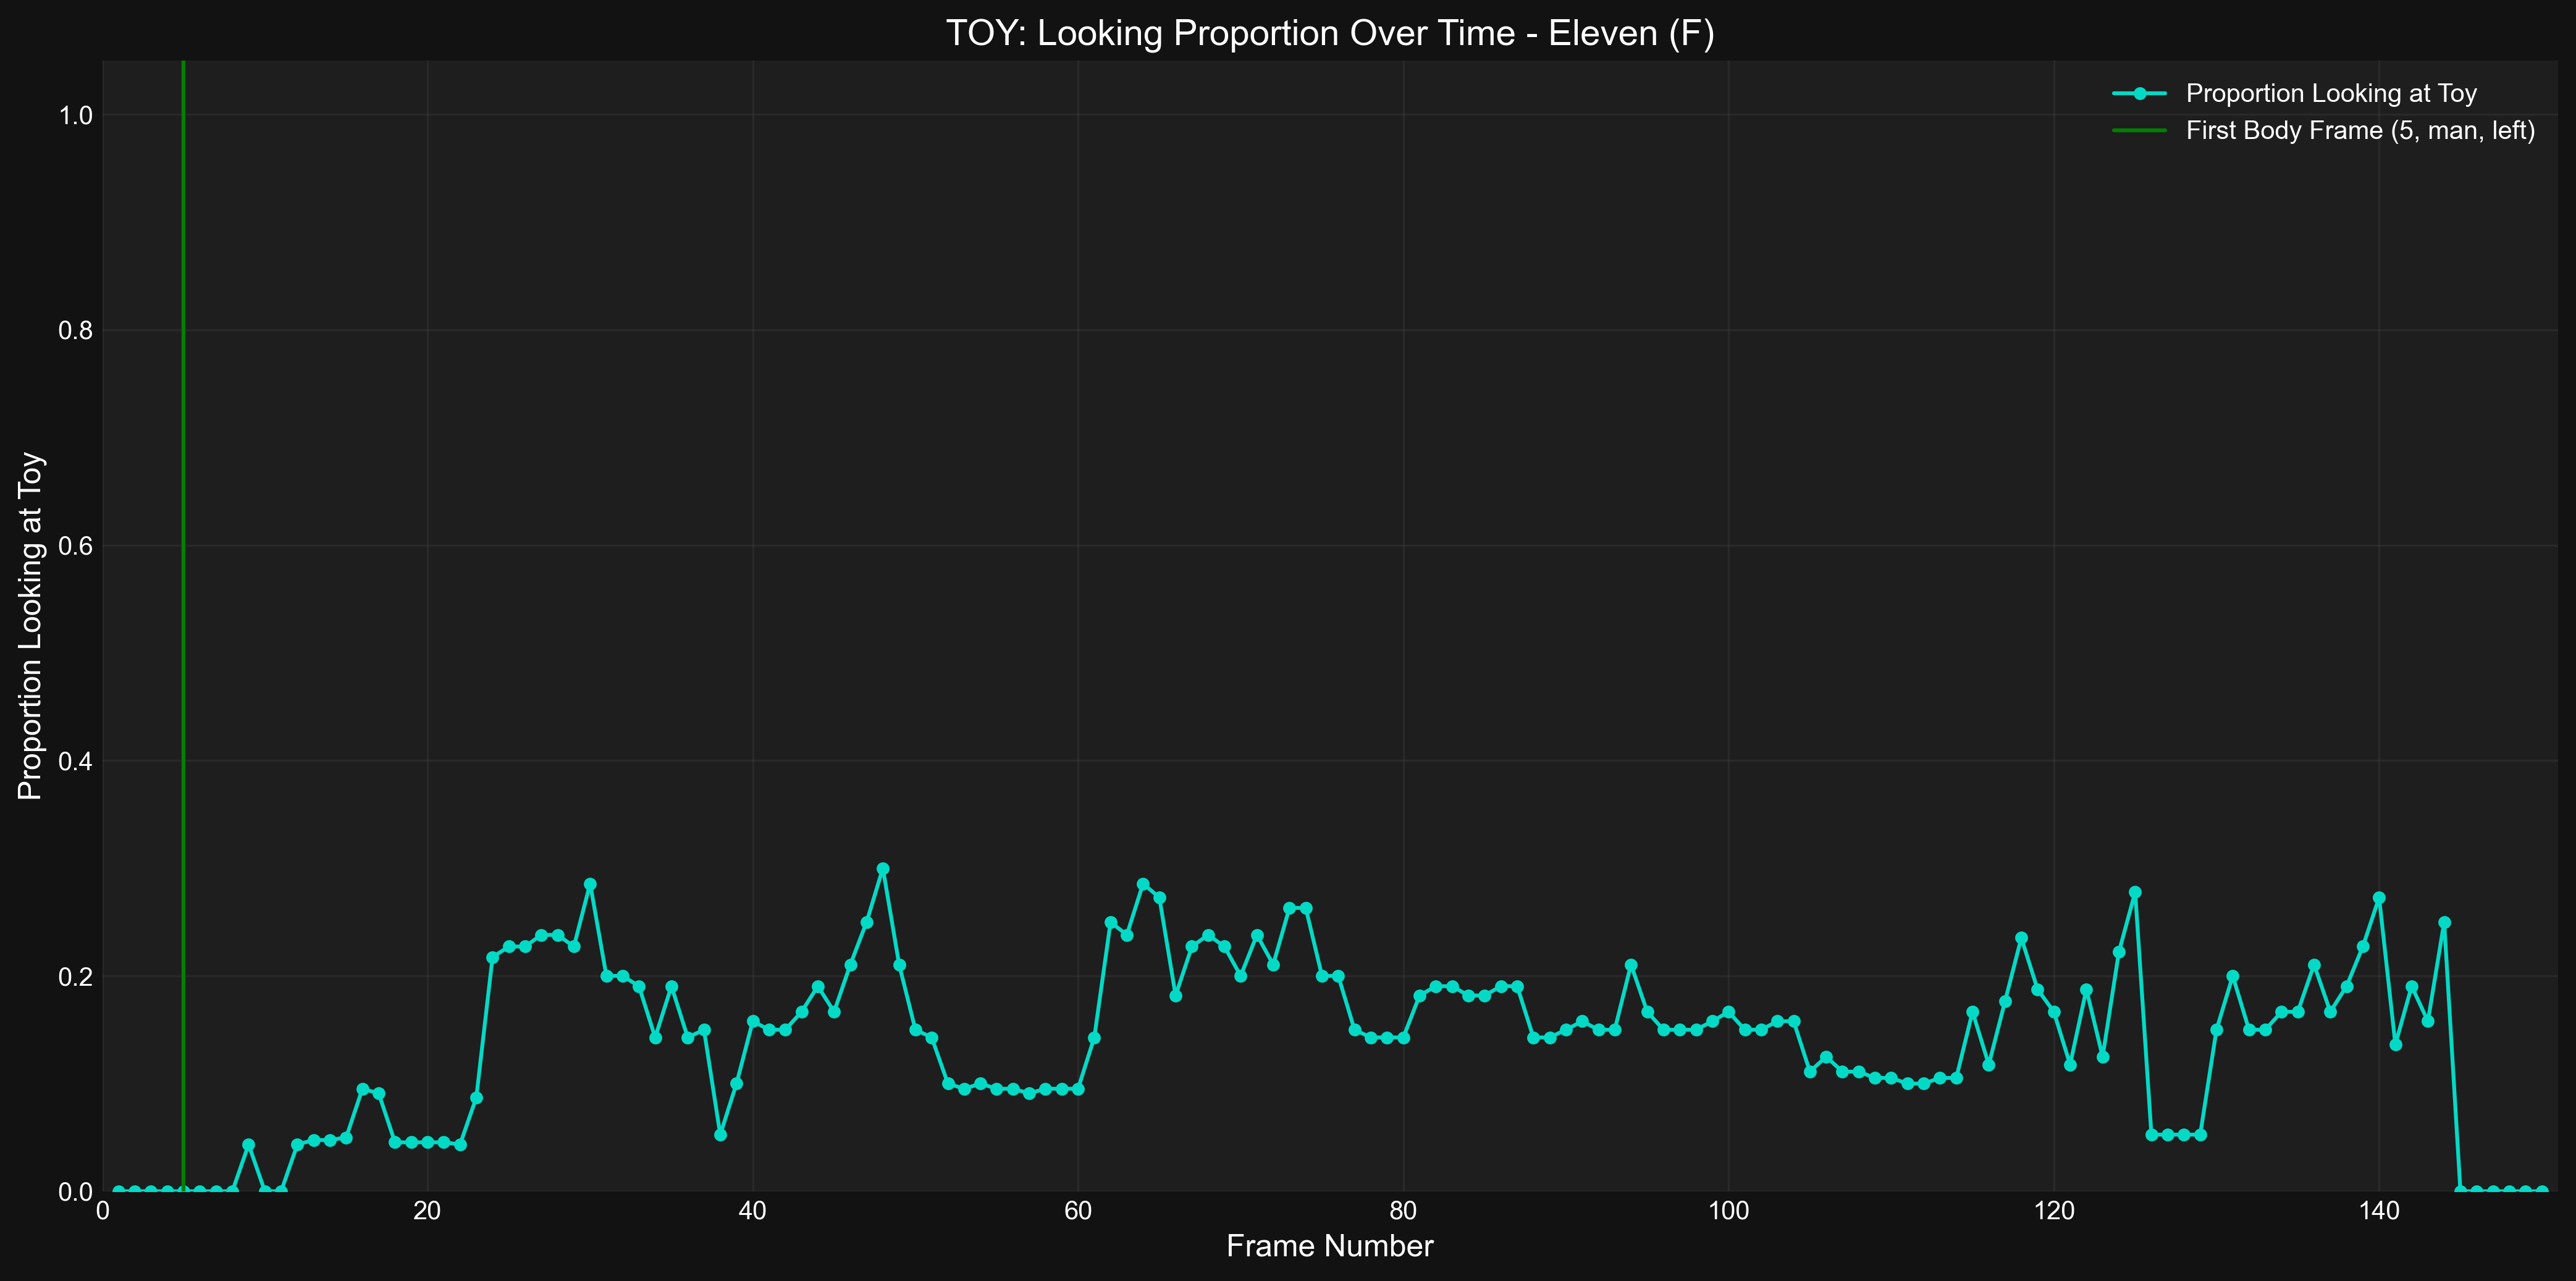 TOY: Looking Proportion Over Time - Eleven (F)
Proportion Looking at Toy
First Body Frame (5, man, left)
Proportion Looking at Toy
1.0
0.8
0.6
0.4
0.2
0.0
0 20 40 60 80 100 120 140
Frame Number